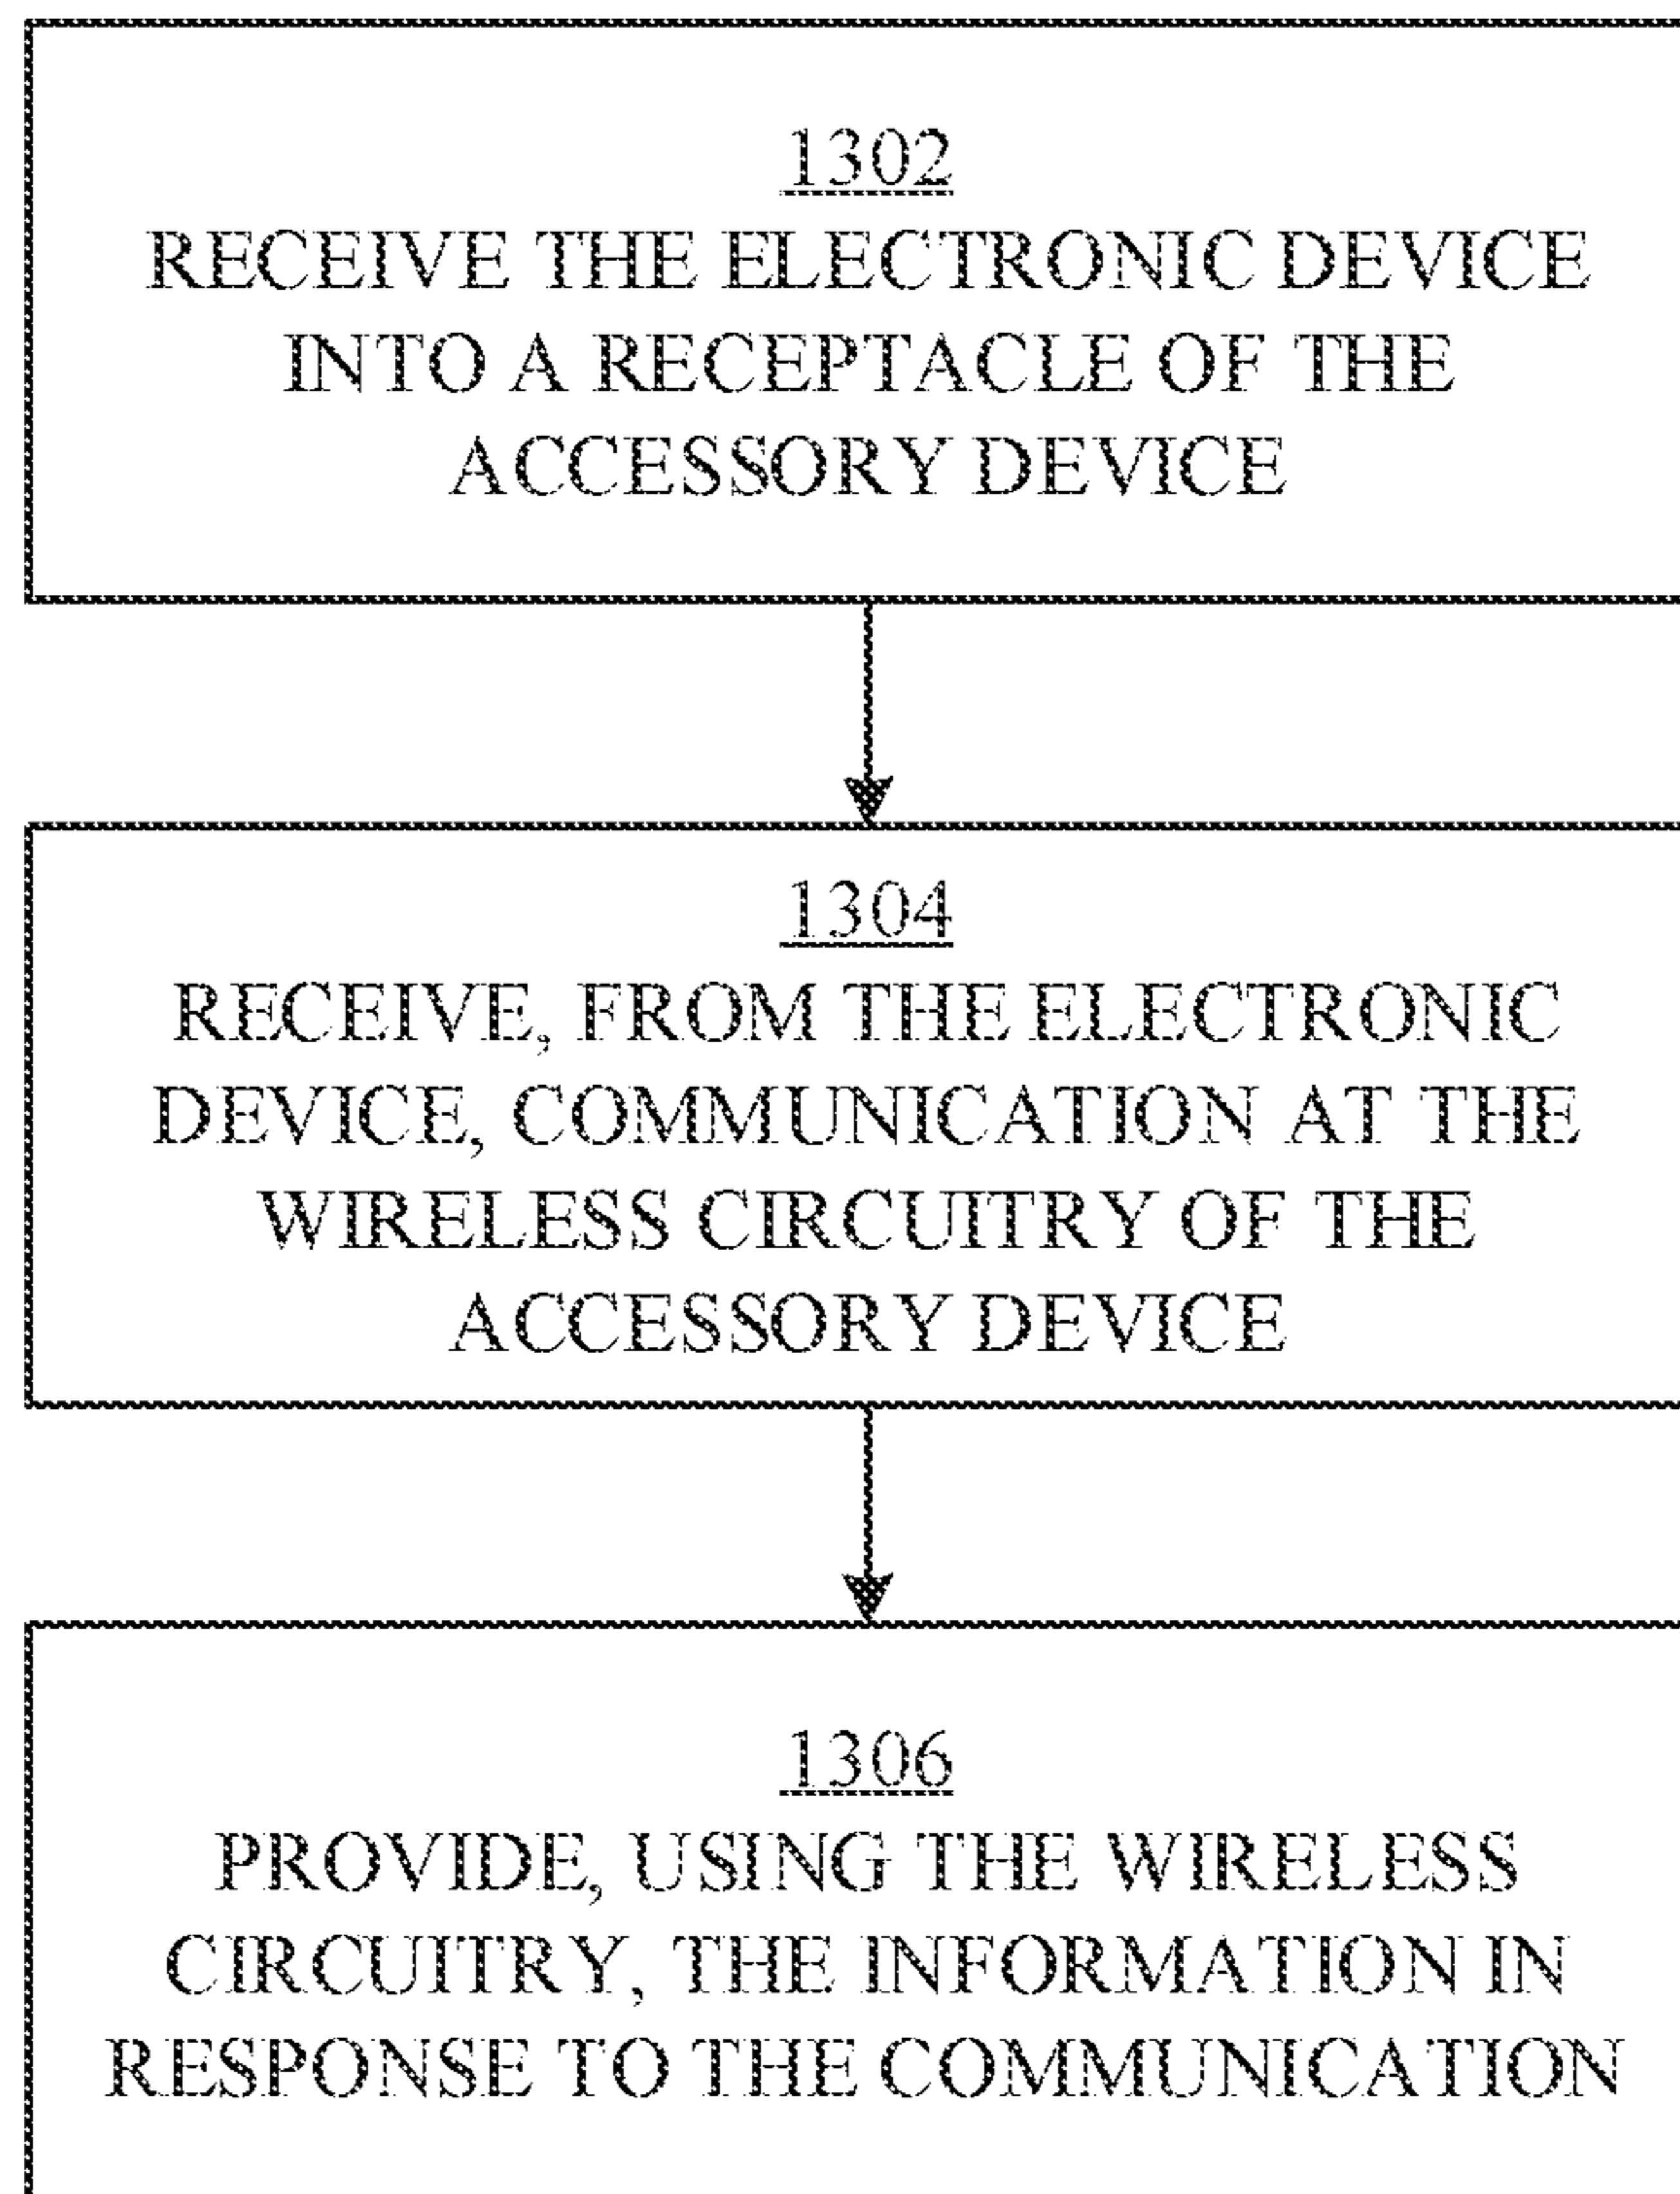 1302
RECEIVE THE ELECTRONIC DEVICE
INTO A RECEPTACLE OF THE
ACCESSORY DEVICE
1304
RECEIVE, FROM THE ELECTRONIC
DEVICE, COMMUNICATION AT THE
WIRELESS CIRCUITRY OF THE
ACCESSORY DEVICE
1306
PROVIDE, USING THE WIRELESS
CIRCUITRY, THE INFORMATION IN
RESPONSE TO THE COMMUNICATION